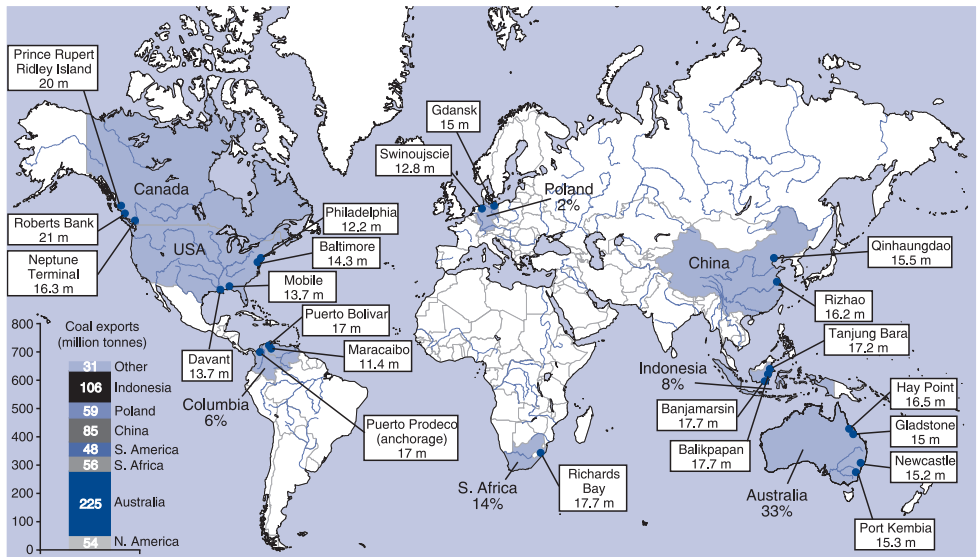 Prince Rupert
Ridley Island
20 m
Canada
Roberts Bank
21 m
USA
Neptune
Terminal
16.3 m
Philadelphia
12.2 m
Baltimore
14.3 m
Mobile
13.7 m
Puerto Bolivar
17 m
Maracaibo
11.4 m
Davant
13.7 m
Columbia
6%
Puerto Prodeco
(anchorage)
17 m
Gdansk
15 m
Swinoujscie
12.8 m
Poland
2%
China
Qinhaungdao
15.5 m
Rizhao
16.2 m
Tanjung Bara
17.2 m
Indonesia
8%
Banjamarsin
17.7 m
Balikpapan
17.7 m
Hay Point
16.5 m
Gladstone
15 m
Newcastle
15.2 m
Port Kembia
15.3 m
Australia
33%
S. Africa
14%
Richards
Bay
17.7 m
Coal exports
(million tonnes)
800
700
600
500
400
300
200
100
0
31 Other
106 Indonesia
59 Poland
85 China
48 S. America
56 S. Africa
225 Australia
54 N. America